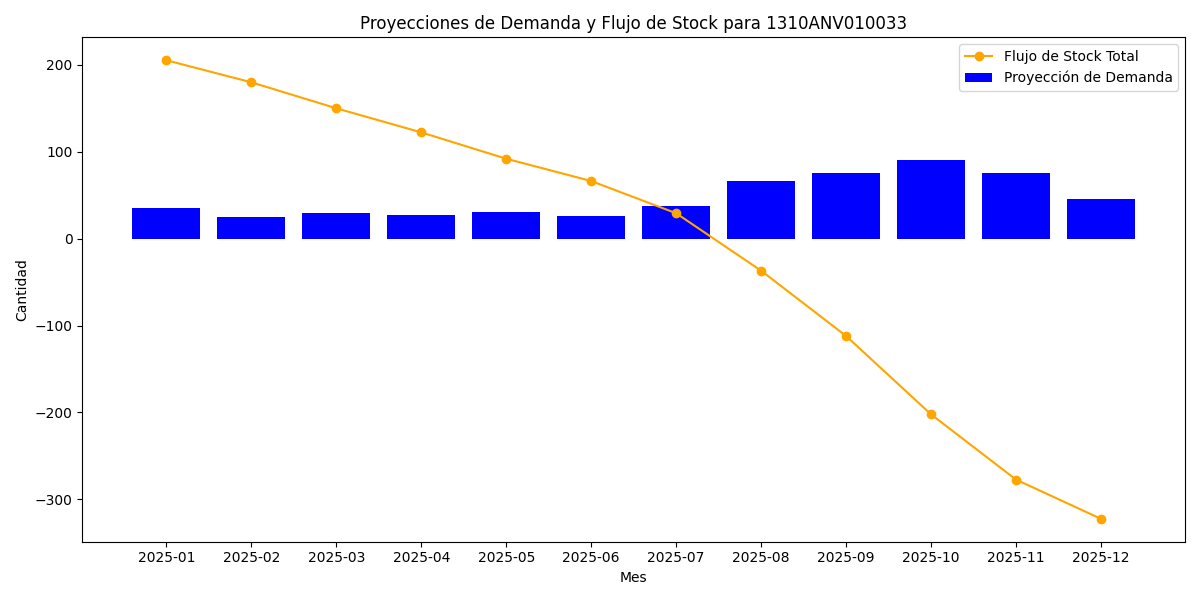 Proyecciones de Demanda y Flujo de Stock para 1310ANV010033
Flujo de Stock Total
Proyección de Demanda
200
100
0
−100
−200
−300
Cantidad
2025-01 2025-02 2025-03 2025-04 2025-05 2025-06 2025-07 2025-08 2025-09 2025-10 2025-11 2025-12
Mes